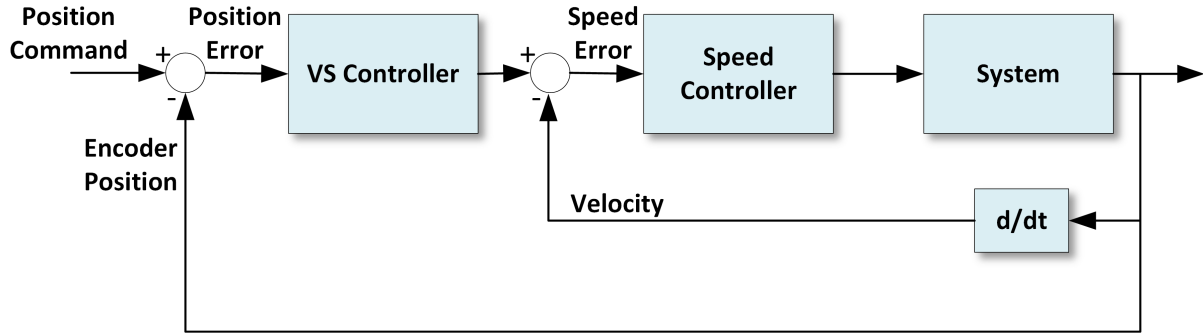 Position
Command
+
-
Position
Error
VS Controller
+
-
Speed
Error
Speed
Controller
System
Encoder
Position
Velocity
d/dt